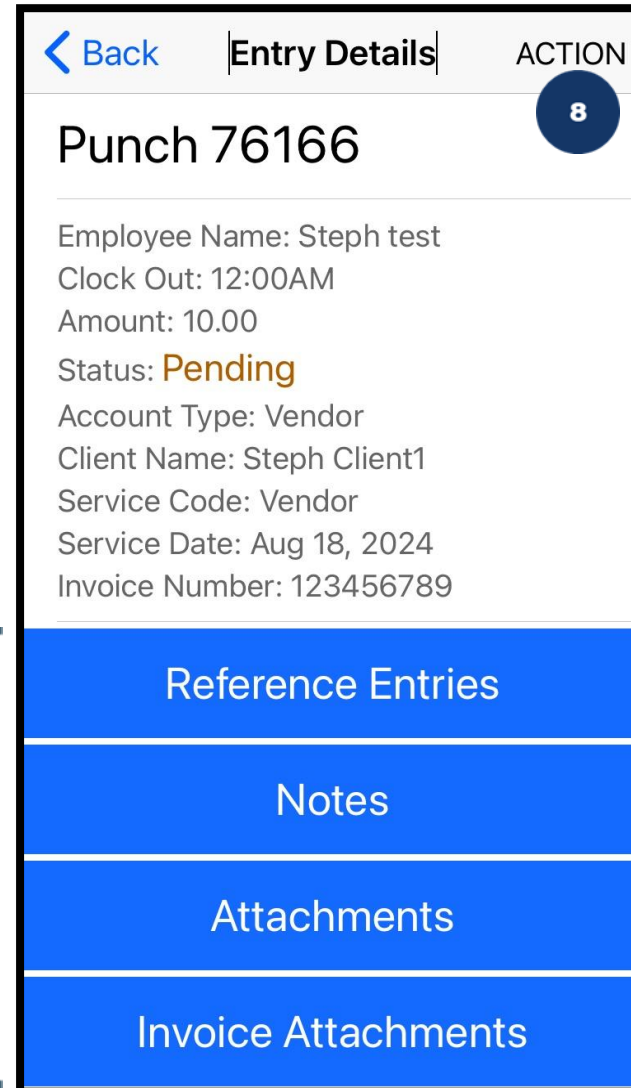 Back Entry Details ACTION
8
Punch 76166
Employee Name: Steph test
Clock Out: 12:00AM
Amount: 10.00
Status: Pending
Account Type: Vendor
Client Name: Steph Client1
Service Code: Vendor
Service Date: Aug 18, 2024
Invoice Number: 123456789
Reference Entries
Notes
Attachments
Invoice Attachments